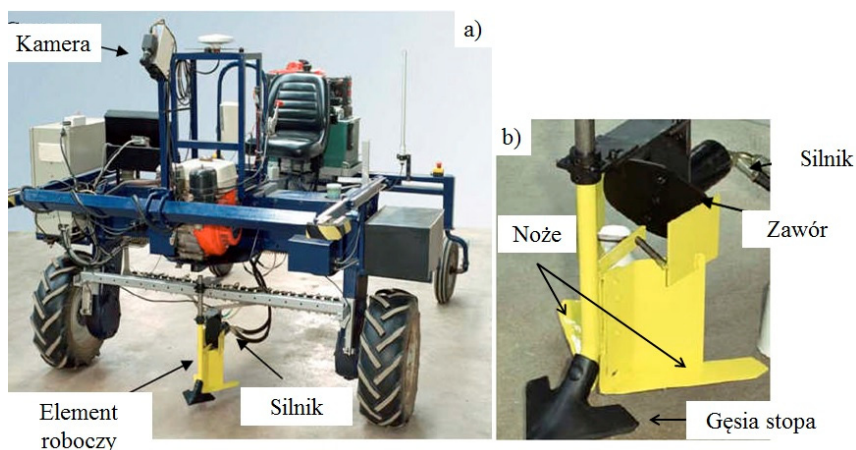 a)
Kamera
Element
roboczy
Silnik
b)
Silnik
Noże
Zawór
Gęsia stopa